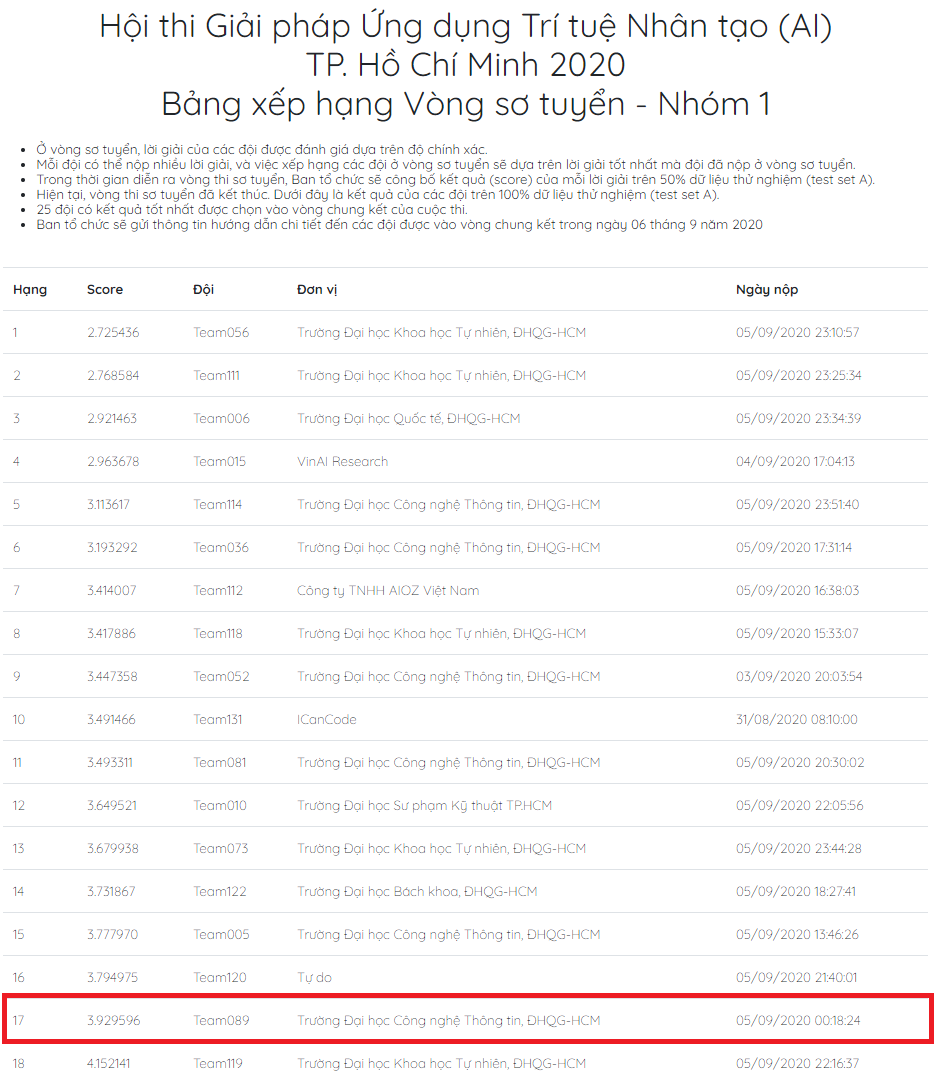 Hội thi Giải pháp Ứng dụng Trí tuệ Nhân tạo (AI)
TP. Hồ Chí Minh 2020
Bảng xếp hạng Vòng sơ tuyển - Nhóm 1
Ở vòng sơ tuyển, lời giải của các đội được đánh giá dựa trên độ chính xác.
Mỗi đội có thể nộp nhiều lời giải, và việc xếp hạng các đội ở vòng sơ tuyển sẽ dựa trên lời giải tốt nhất mà đội đã nộp ở vòng sơ tuyển.
Trong thời gian diễn ra vòng thi sơ tuyển, Ban tổ chức sẽ công bố kết quả (score) của mỗi lời giải trên 50% dữ liệu thử nghiệm (test set A).
Hiện tại, vòng thi sơ tuyển đã kết thúc. Dưới đây là kết quả của các đội trên 100% dữ liệu thử nghiệm (test set A).
25 đội có kết quả tốt nhất được chọn vào vòng chung kết của cuộc thi.
Ban tổ chức sẽ gửi thông tin hướng dẫn chi tiết đến các đội được vào vòng chung kết trong ngày 06 tháng 9 năm 2020
Hạng Score Đội Đơn vị Ngày nộp
1 2.725436 Team056 Trường Đại học Khoa học Tự nhiên, ĐHQG-HCM 05/09/2020 23:10:57
2 2.768584 Team111 Trường Đại học Khoa học Tự nhiên, ĐHQG-HCM 05/09/2020 23:25:34
3 2.921463 Team006 Trường Đại học Quốc tế, ĐHQG-HCM 05/09/2020 23:34:39
4 2.963678 Team015 VinAI Research 04/09/2020 17:04:13
5 3.113617 Team114 Trường Đại học Công nghệ Thông tin, ĐHQG-HCM 05/09/2020 23:51:40
6 3.193292 Team036 Trường Đại học Công nghệ Thông tin, ĐHQG-HCM 05/09/2020 17:31:14
7 3.414007 Team112 Công ty TNHH AIOZ Việt Nam 05/09/2020 16:38:03
8 3.417886 Team118 Trường Đại học Khoa học Tự nhiên, ĐHQG-HCM 05/09/2020 15:33:07
9 3.447358 Team052 Trường Đại học Công nghệ Thông tin, ĐHQG-HCM 03/09/2020 20:03:54
10 3.491466 Team131 ICanCode 31/08/2020 08:10:00
11 3.493311 Team081 Trường Đại học Công nghệ Thông tin, ĐHQG-HCM 05/09/2020 20:30:02
12 3.649521 Team010 Trường Đại học Sư phạm Kỹ thuật TP.HCM 05/09/2020 22:05:56
13 3.679938 Team073 Trường Đại học Khoa học Tự nhiên, ĐHQG-HCM 05/09/2020 23:44:28
14 3.731867 Team122 Trường Đại học Bách khoa, ĐHQG-HCM 05/09/2020 18:27:41
15 3.777970 Team005 Trường Đại học Công nghệ Thông tin, ĐHQG-HCM 05/09/2020 13:46:26
16 3.794975 Team120 Tự do 05/09/2020 21:40:01
17 3.929596 Team089 Trường Đại học Công nghệ Thông tin, ĐHQG-HCM 05/09/2020 00:18:24
18 4.152141 Team119 Trường Đại học Khoa học Tự nhiên, ĐHQG-HCM 05/09/2020 22:16:37